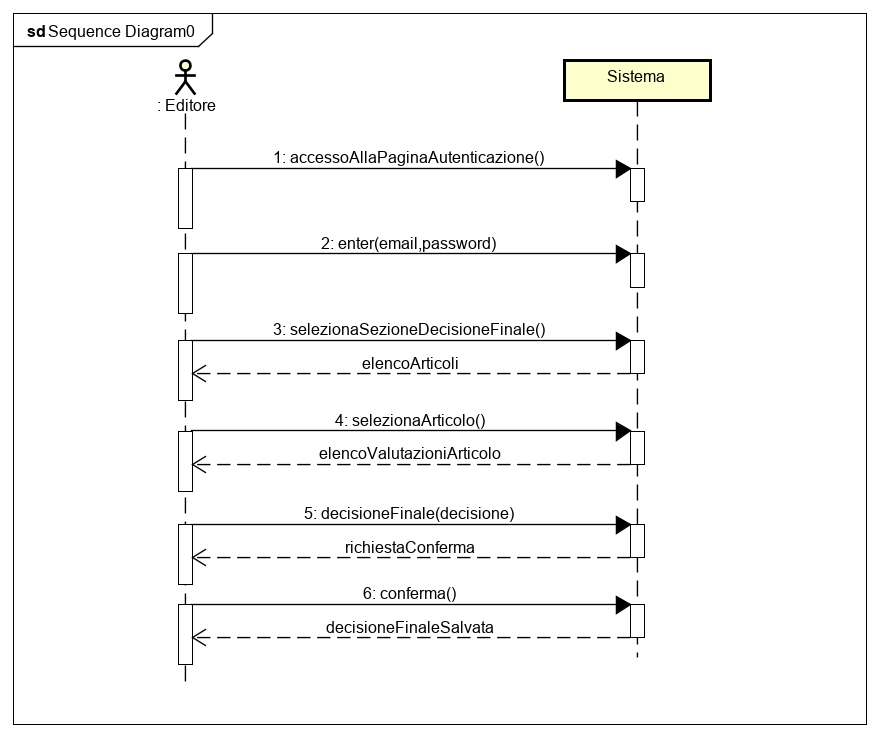 sd Sequence Diagram0
: Editore
Sistema
1: accessoAllaPaginaAutenticazione()
2: enter(email,password)
3: selezionaSezioneDecisioneFinale()
elencoArticoli
4: selezionaArticolo()
elencoValutazioniArticolo
5: decisioneFinale(decisione)
richiestaConferma
6: conferma()
decisioneFinaleSalvata